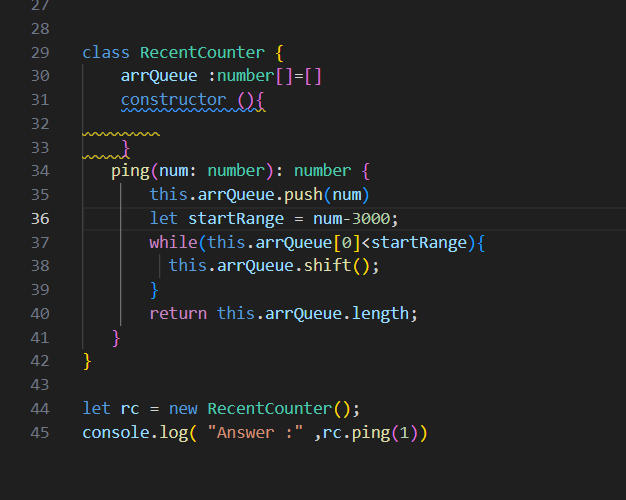 27
28
29 class RecentCounter {
30 arrQueue :number[]=[]
31 constructor (){
32
33 }
34 ping(num: number): number {
35 this.arrQueue.push(num)
36 let startRange = num-3000;
37 while(this.arrQueue[0]<startRange){
38 this.arrQueue.shift();
39 }
40 return this.arrQueue.length;
41 }
42 }
43
44 let rc = new RecentCounter();
45 console.log( "Answer :" ,rc.ping(1))